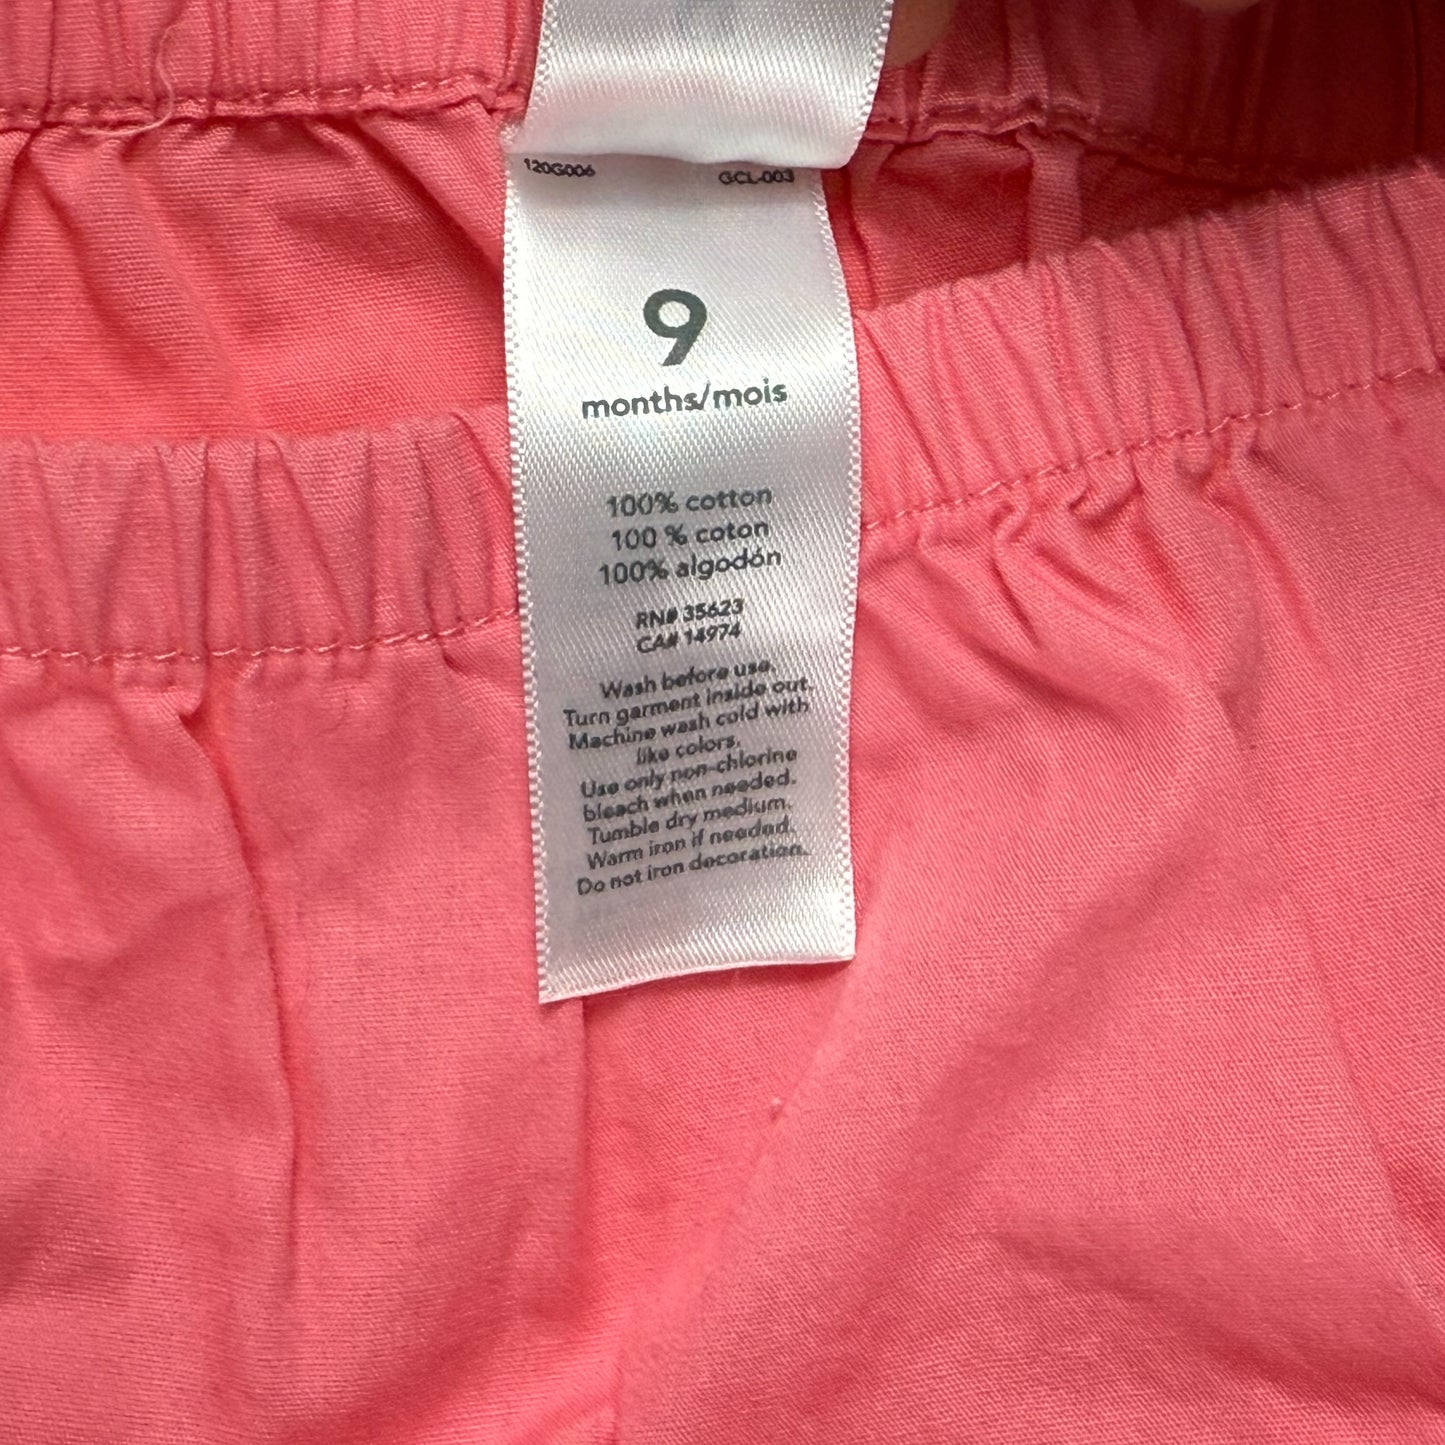 120G006 GCL-003
9
months/mois
100% cotton
100 % coton
100% algodón
RN# 35623
CA# 14974
Wash before use.
Turn garment inside out.
Machine wash cold with
like colors.
Use only non-chlorine
bleach when needed.
Tumble dry medium.
Warm iron if needed.
Do not iron decoration.